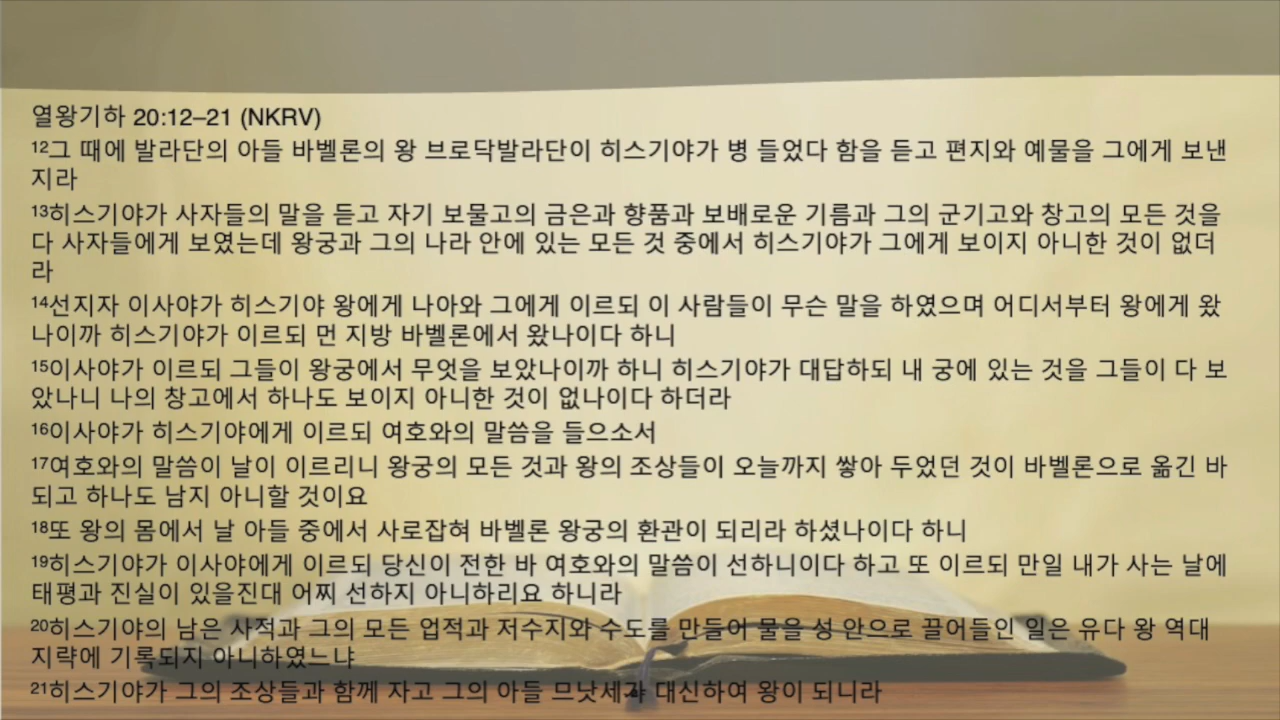 열왕기하 20:12–21 (NKRV)
¹²그 때에 발라단의 아들 바벨론의 왕 브로닥발라단이 히스기야가 병 들었다 함을 듣고 편지와 예물을 그에게 보낸
지라
¹³히스기야가 사자들의 말을 듣고 자기 보물고의 금은과 향품과 보배로운 기름과 그의 군기고와 창고의 모든 것을
다 사자들에게 보였는데 왕궁과 그의 나라 안에 있는 모든 것 중에서 히스기야가 그에게 보이지 아니한 것이 없더
라
¹⁴선지자 이사야가 히스기야 왕에게 나아와 그에게 이르되 이 사람들이 무슨 말을 하였으며 어디서부터 왕에게 왔
나이까 히스기야가 이르되 먼 지방 바벨론에서 왔나이다 하니
¹⁵이사야가 이르되 그들이 왕궁에서 무엇을 보았나이까 하니 히스기야가 대답하되 내 궁에 있는 것을 그들이 다 보
았나니 나의 창고에서 하나도 보이지 아니한 것이 없나이다 하더라
¹⁶이사야가 히스기야에게 이르되 여호와의 말씀을 들으소서
¹⁷여호와의 말씀이 날이 이르리니 왕궁의 모든 것과 왕의 조상들이 오늘까지 쌓아 두었던 것이 바벨론으로 옮긴 바
되고 하나도 남지 아니할 것이요
¹⁸또 왕의 몸에서 날 아들 중에서 사로잡혀 바벨론 왕궁의 환관이 되리라 하셨나이다 하니
¹⁹히스기야가 이사야에게 이르되 당신이 전한 바 여호와의 말씀이 선하니이다 하고 또 이르되 만일 내가 사는 날에
태평과 진실이 있을진대 어찌 선하지 아니하리요 하니라
²⁰히스기야의 남은 사적과 그의 모든 업적과 저수지와 수도를 만들어 물을 성 안으로 끌어들인 일은 유다 왕 역대
지략에 기록되지 아니하였느냐
²¹히스기야가 그의 조상들과 함께 자고 그의 아들 므낫세가 대신하여 왕이 되니라